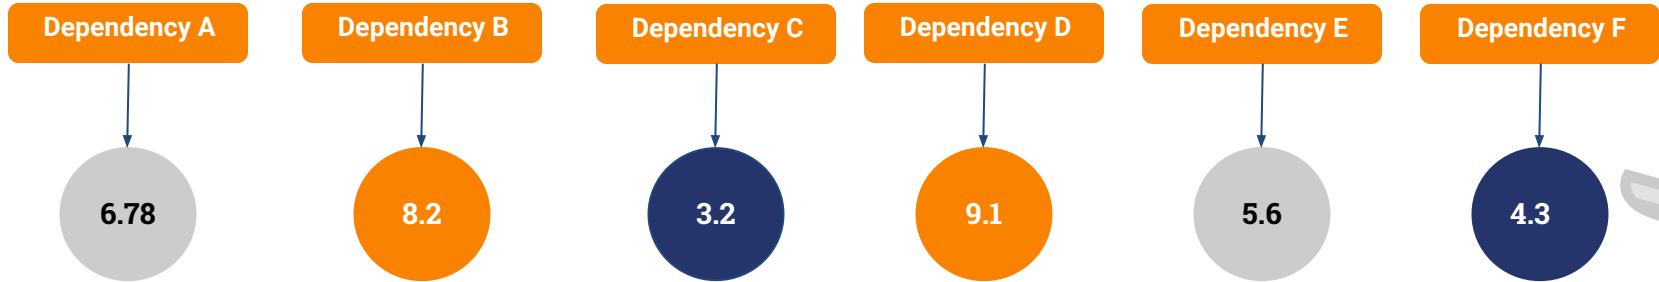 Dependency A
Dependency B
Dependency C
Dependency D
Dependency E
Dependency F
6.78
8.2
3.2
9.1
5.6
4.3